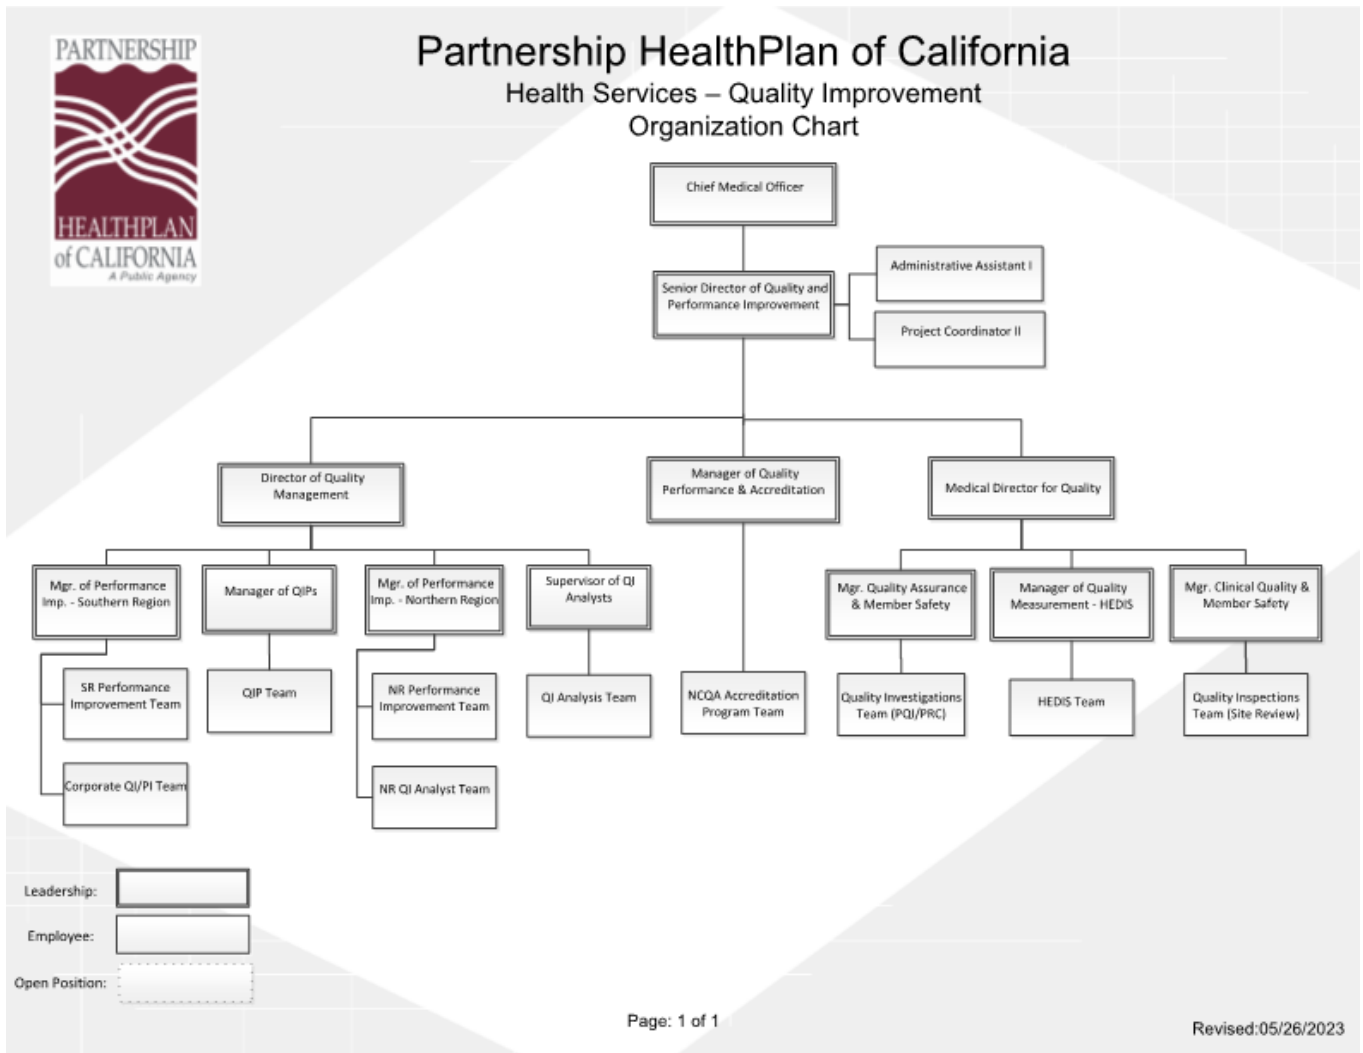 PARTNERSHIP
HEALTHPLAN
of CALIFORNIA
A Public Agency
Partnership HealthPlan of California
Health Services – Quality Improvement
Organization Chart
Chief Medical Officer
Senior Director of Quality and
Performance Improvement
Administrative Assistant I
Project Coordinator II
Director of Quality
Management
Manager of Quality
Performance & Accreditation
Medical Director for Quality
Mgr. of Performance
Imp. - Southern Region
Manager of QIPs
Mgr. of Performance
Imp. - Northern Region
Supervisor of QI
Analysts
Mgr. Quality Assurance
& Member Safety
Manager of Quality
Measurement - HEDIS
Mgr. Clinical Quality &
Member Safety
SR Performance
Improvement Team
QIP Team
NR Performance
Improvement Team
QI Analysis Team
NCQA Accreditation
Program Team
Quality Investigations
Team (PQI/PRC)
HEDIS Team
Quality Inspections
Team (Site Review)
Corporate QI/PI Team
NR QI Analyst Team
Leadership:
Employee:
Open Position:
Page: 1 of 1
Revised:05/26/2023